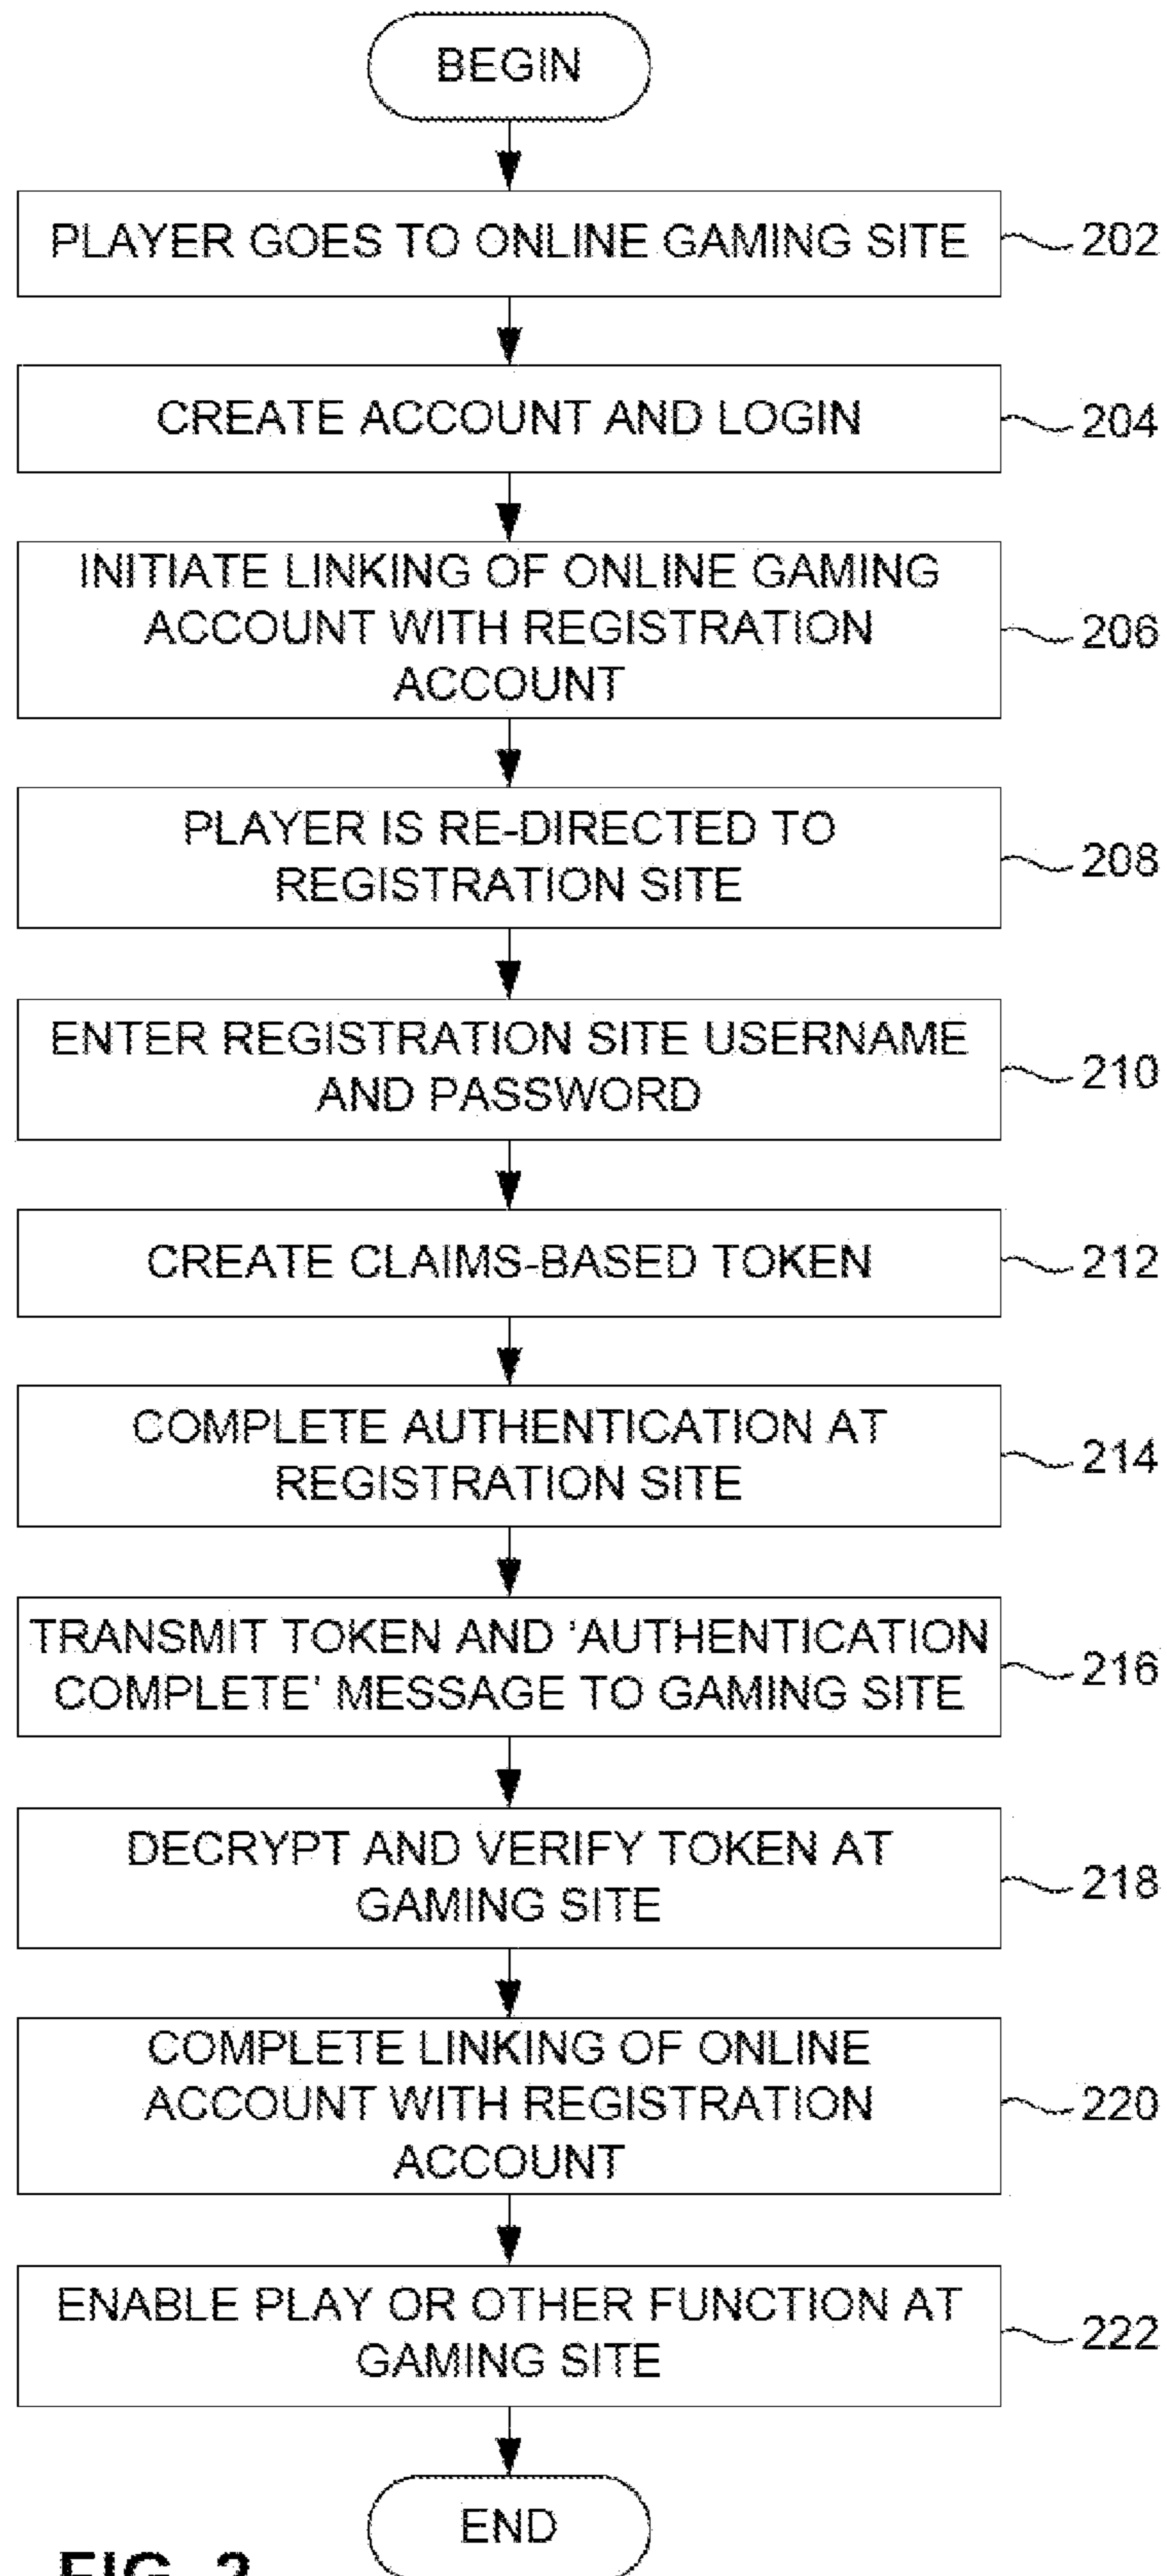 BEGIN
PLAYER GOES TO ONLINE GAMING SITE
202
CREATE ACCOUNT AND LOGIN
204
INITIATE LINKING OF ONLINE GAMING
ACCOUNT WITH REGISTRATION
ACCOUNT
206
PLAYER IS RE-DIRECTED TO
REGISTRATION SITE
208
ENTER REGISTRATION SITE USERNAME
AND PASSWORD
210
CREATE CLAIMS-BASED TOKEN
212
COMPLETE AUTHENTICATION AT
REGISTRATION SITE
214
TRANSMIT TOKEN AND 'AUTHENTICATION
COMPLETE' MESSAGE TO GAMING SITE
216
DECRYPT AND VERIFY TOKEN AT
GAMING SITE
218
COMPLETE LINKING OF ONLINE
ACCOUNT WITH REGISTRATION
ACCOUNT
220
ENABLE PLAY OR OTHER FUNCTION AT
GAMING SITE
222
END
FIG.